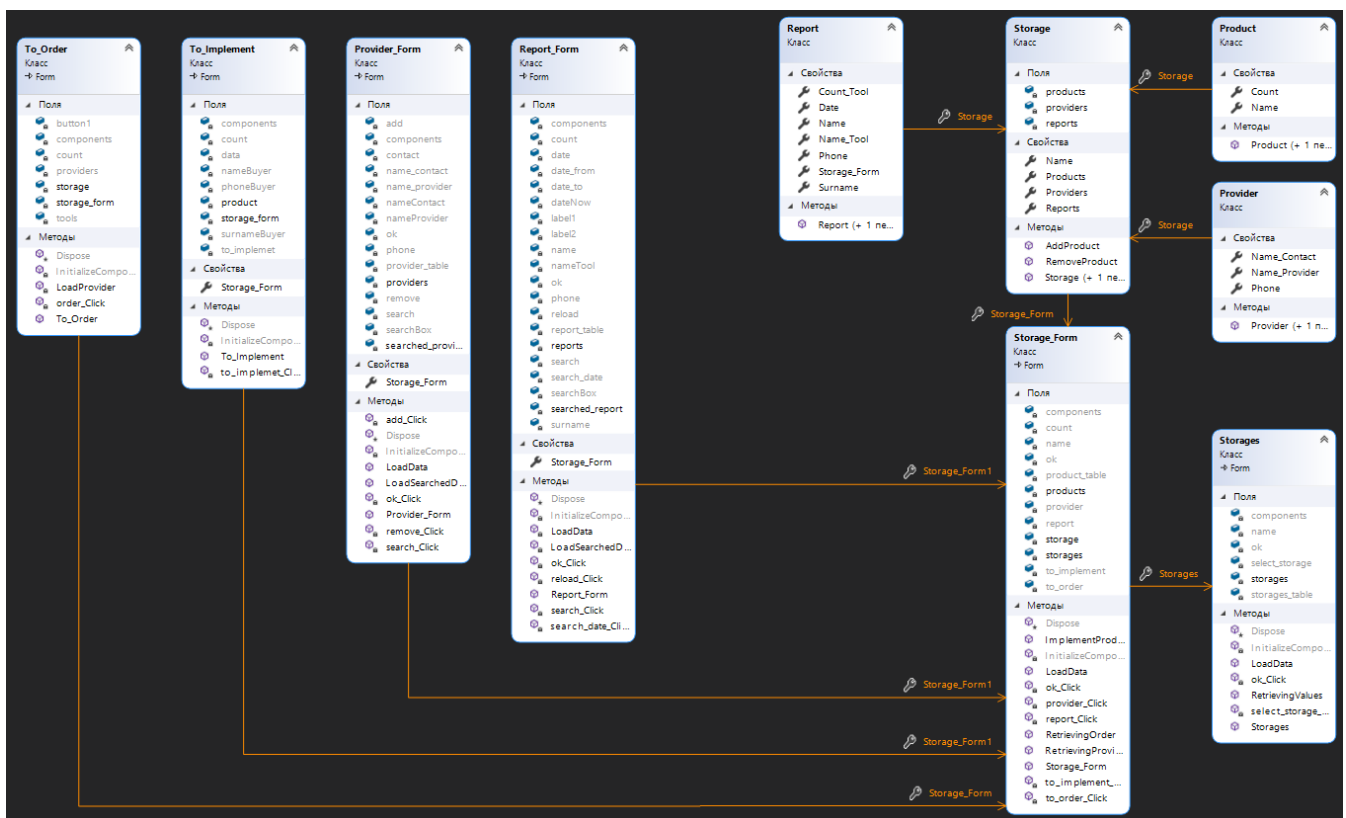 To_Order
Класс
Form
Поля
button1
components
count
providers
storage
storage_form
tools
Методы
Dispose
InitializeCompo...
LoadProvider
order_Click
To_Order
To_Implement
Класс
Form
Поля
components
count
data
nameBuyer
phoneBuyer
product
storage_form
surnameBuyer
to_implemet
Свойства
Storage_Form
Методы
Dispose
InitializeCompo...
To_Implement
to_implemet_Cl...
Provider_Form
Класс
Form
Поля
add
components
contact
name_contact
name_provider
nameContact
nameProvider
ok
phone
provider_table
providers
remove
search
searchBox
searched_provi...
Свойства
Storage_Form
Методы
add_Click
Dispose
InitializeCompo...
LoadData
LoadSearchedD...
ok_Click
Provider_Form
remove_Click
search_Click
Report_Form
Класс
Form
Поля
components
count
date
date_from
date_to
dateNow
label1
label2
name
nameTool
ok
phone
reload
report_table
reports
search
search_date
searchBox
searched_report
surname
Свойства
Storage_Form
Методы
Dispose
InitializeCompo...
LoadData
LoadSearchedD...
ok_Click
reload_Click
Report_Form
search_Click
search_date_Cli...
Report
Класс
Свойства
Count_Tool
Date
Name
Name_Tool
Phone
Storage_Form
Surname
Методы
Report (+ 1 пе...
Storage
Storage
Класс
Поля
products
providers
reports
Свойства
Name
Products
Providers
Reports
Методы
AddProduct
RemoveProduct
Storage (+ 1 пе...
Storage
Product
Класс
Свойства
Count
Name
Методы
Product (+ 1 пе...
Storage
Provider
Класс
Свойства
Name_Contact
Name_Provider
Phone
Методы
Provider (+ 1 п...
Storage_Form
Storage_Form
Класс
Form
Поля
components
count
name
ok
product_table
products
provider
report
storage
storages
to_implement
to_order
Методы
Dispose
ImplementProd...
InitializeCompo...
LoadData
ok_Click
provider_Click
report_Click
RetrievingOrder
RetrievingProvi...
Storage_Form
to_implement_...
to_order_Click
Storages
Storages
Класс
Form
Поля
components
name
ok
select_storage
storages
storages_table
Методы
Dispose
InitializeCompo...
LoadData
ok_Click
RetrievingValues
select_storage_...
Storages
Storage_Form1
Storage_Form1
Storage_Form1
Storage_Form